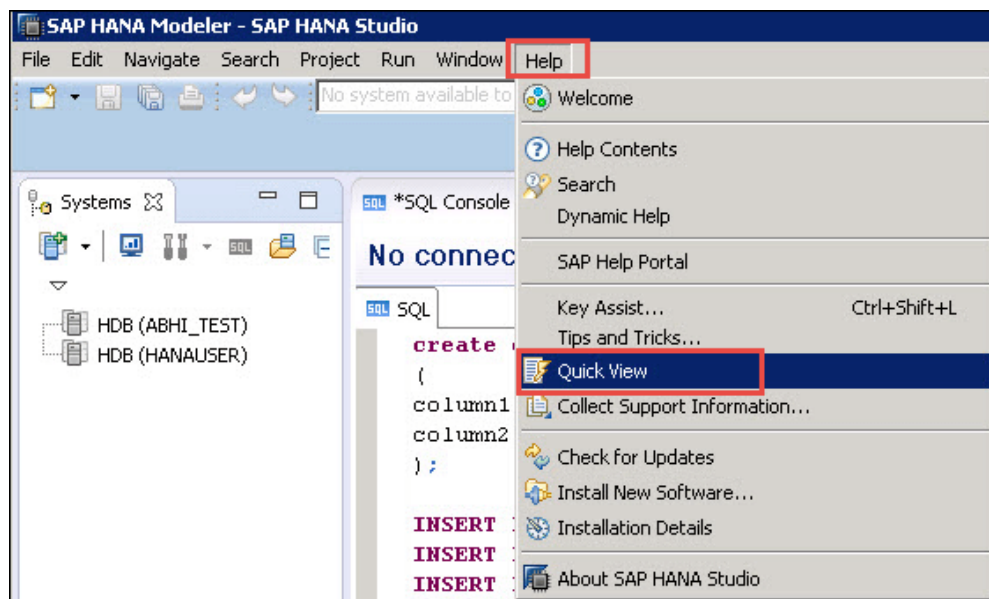 SAP HANA Modeler - SAP HANA Studio
File Edit Navigate Search Project Run Window Help
No system available to
Welcome
Help Contents
Search
Dynamic Help
SAP Help Portal
Key Assist... Ctrl+Shift+L
Tips and Tricks...
Quick View
Collect Support Information...
Check for Updates
Install New Software...
Installation Details
About SAP HANA Studio
Systems
SQL
HDB (ABHI_TEST)
HDB (HANAUSER)
SQL *SQL Console
No connec
SQL SQL
create
(
column1
column2
);
INSERT
INSERT
INSERT